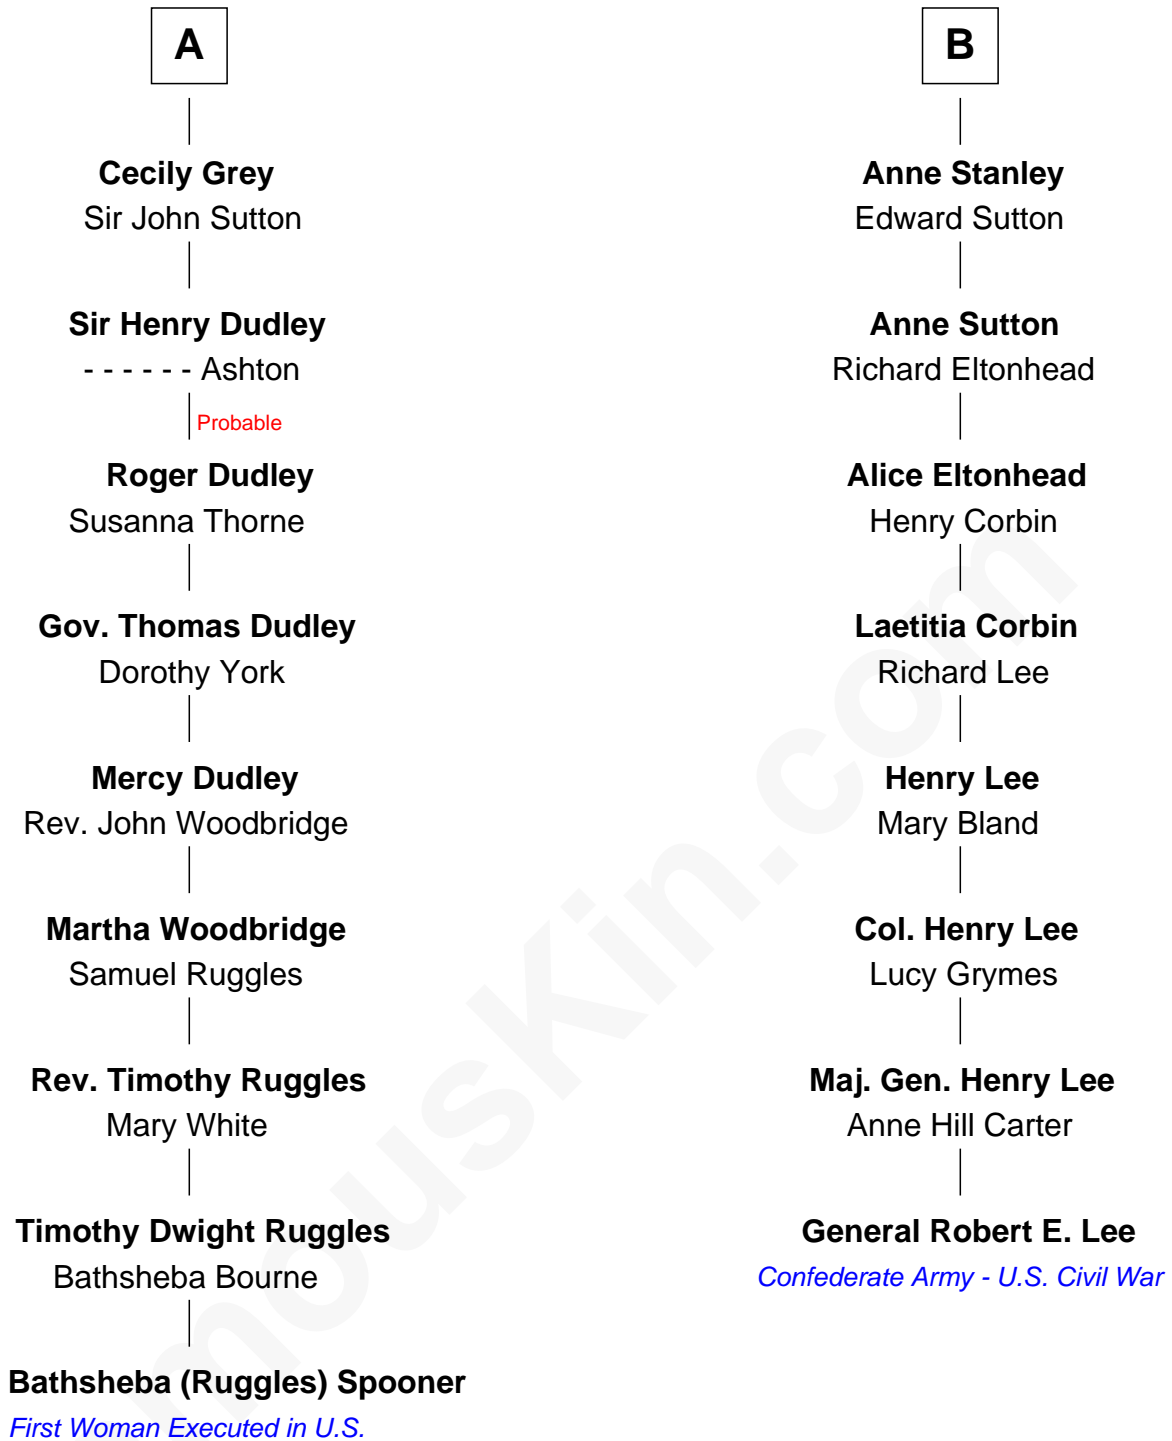 A
Cecily Grey
Sir John Sutton
Sir Henry Dudley
- - - - - - Ashton
Probable
Roger Dudley
Susanna Thorne
Gov. Thomas Dudley
Dorothy York
Mercy Dudley
Rev. John Woodbridge
Martha Woodbridge
Samuel Ruggles
Rev. Timothy Ruggles
Mary White
Timothy Dwight Ruggles
Bathsheba Bourne
Bathsheba (Ruggles) Spooner
First Woman Executed in U.S.
B
Anne Stanley
Edward Sutton
Anne Sutton
Richard Eltonhead
Alice Eltonhead
Henry Corbin
Laetitia Corbin
Richard Lee
Henry Lee
Mary Bland
Col. Henry Lee
Lucy Grymes
Maj. Gen. Henry Lee
Anne Hill Carter
General Robert E. Lee
Confederate Army - U.S. Civil War
mousKin.com